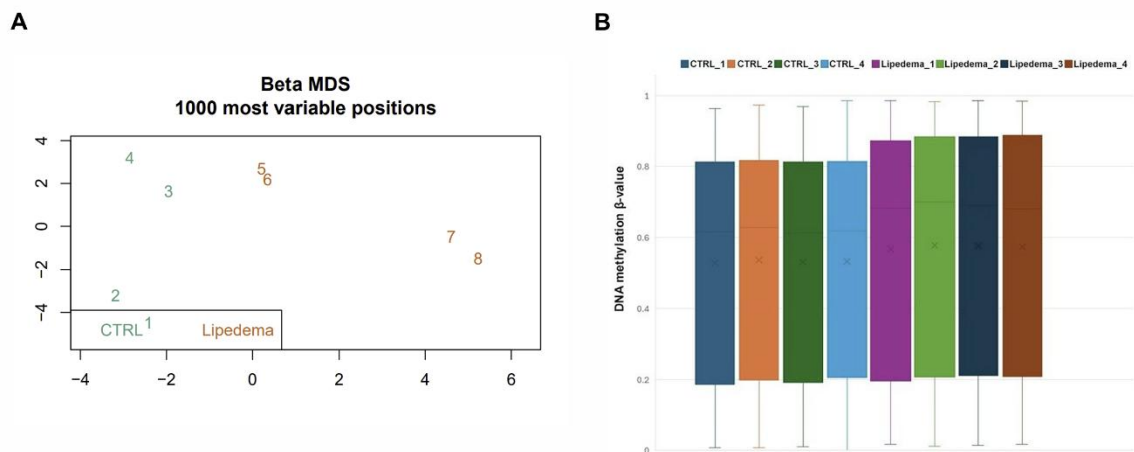 A
Beta MDS
1000 most variable positions
4
2
0
−2
−4
4
3
5
6
7
8
2
1
CTRL
Lipedema
−4 −2 0 2 4 6
B
CTRL_1 CTRL_2 CTRL_3 CTRL_4 Lipedema_1 Lipedema_2 Lipedema_3 Lipedema_4
DNA methylation β-value
1
0.8
0.6
0.4
0.2
0